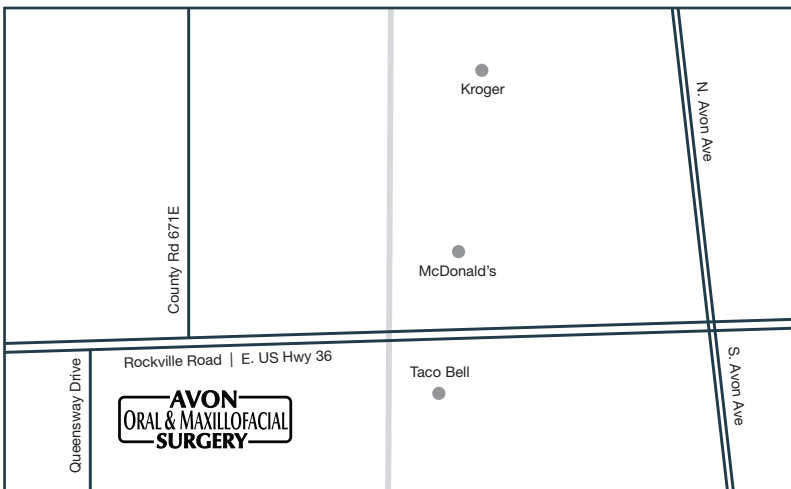 Kroger
N. Avon Ave
County Rd 671E
McDonald's
Rockville Road | E. US Hwy 36
Queensway Drive
Taco Bell
S. Avon Ave
AVON
ORAL & MAXILLOFACIAL
SURGERY